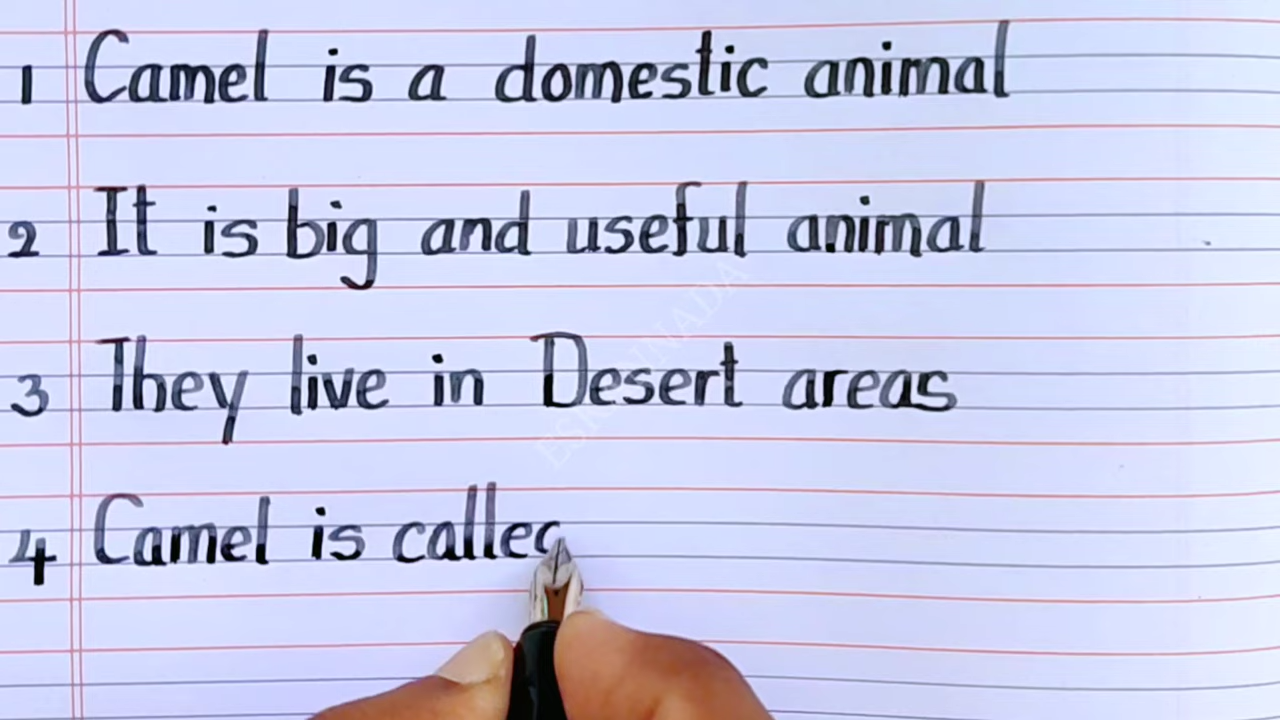 1 Camel is a domestic animal
2 It is big and useful animal
3 They live in Desert areas
4 Camel is